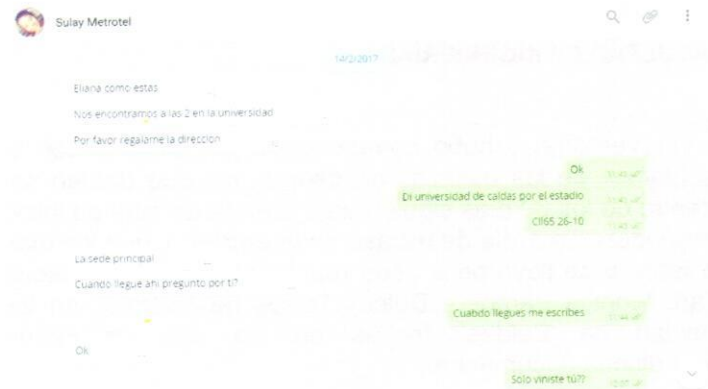 Sulay Metrotel
14/2/2017
Eliana como estas
Nos encontramos a las 2 en la universidad
Por favor regalame la direccion
Ok
Di universidad de caldas por el estadio
Cll65 26-10
La sede principal
Cuando llegue ahi pregunto por ti?
Cuabdo llegues me escribes
Ok
Solo viniste tú??